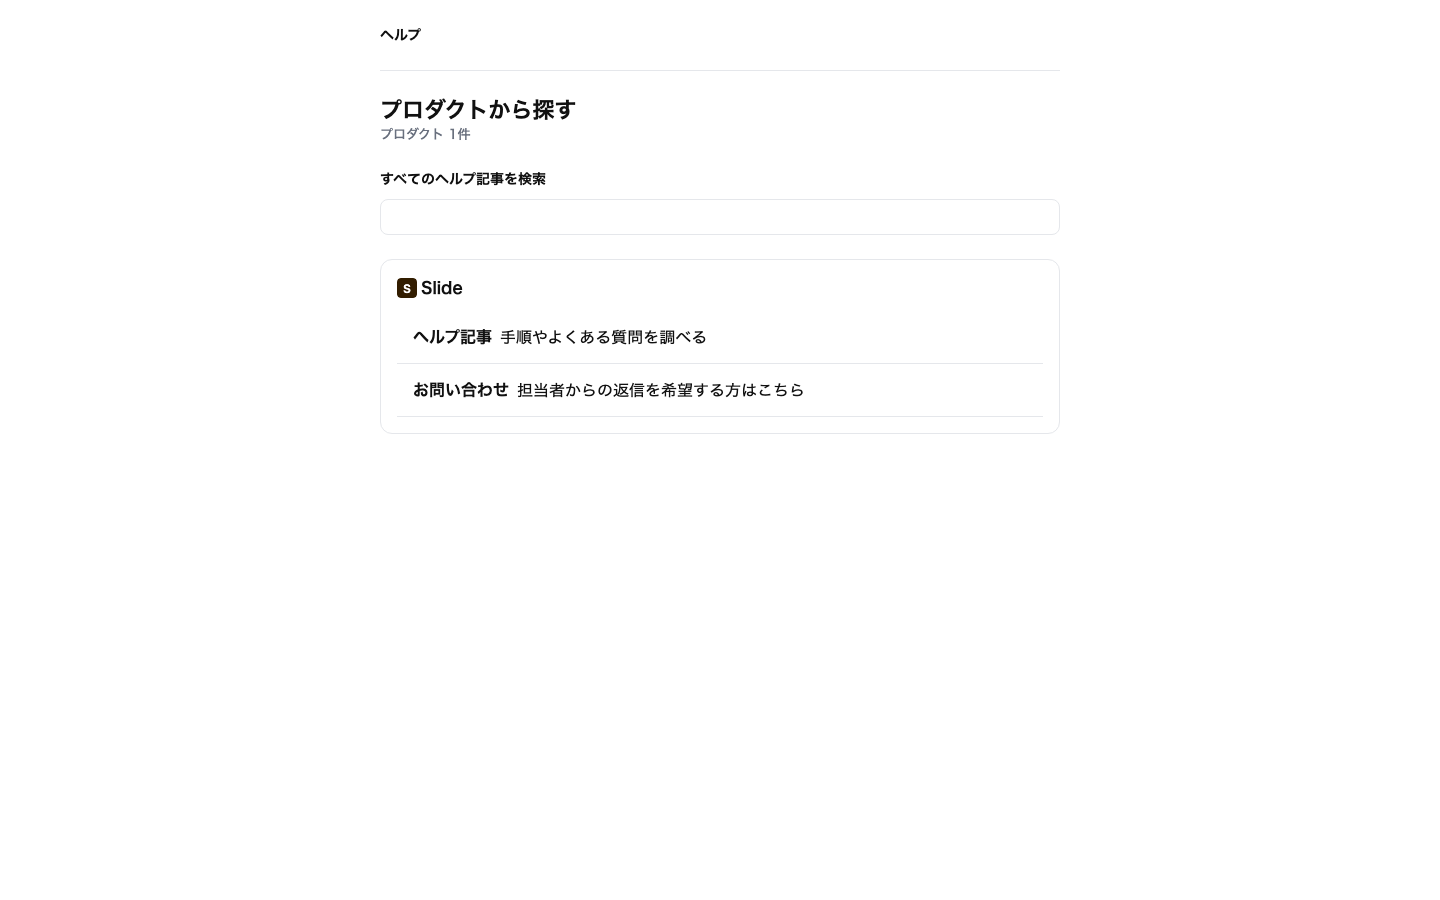 ヘルプ
プロダクトから探す
プロダクト 1件
すべてのヘルプ記事を検索
S Slide
ヘルプ記事 手順やよくある質問を調べる
お問い合わせ 担当者からの返信を希望する方はこちら